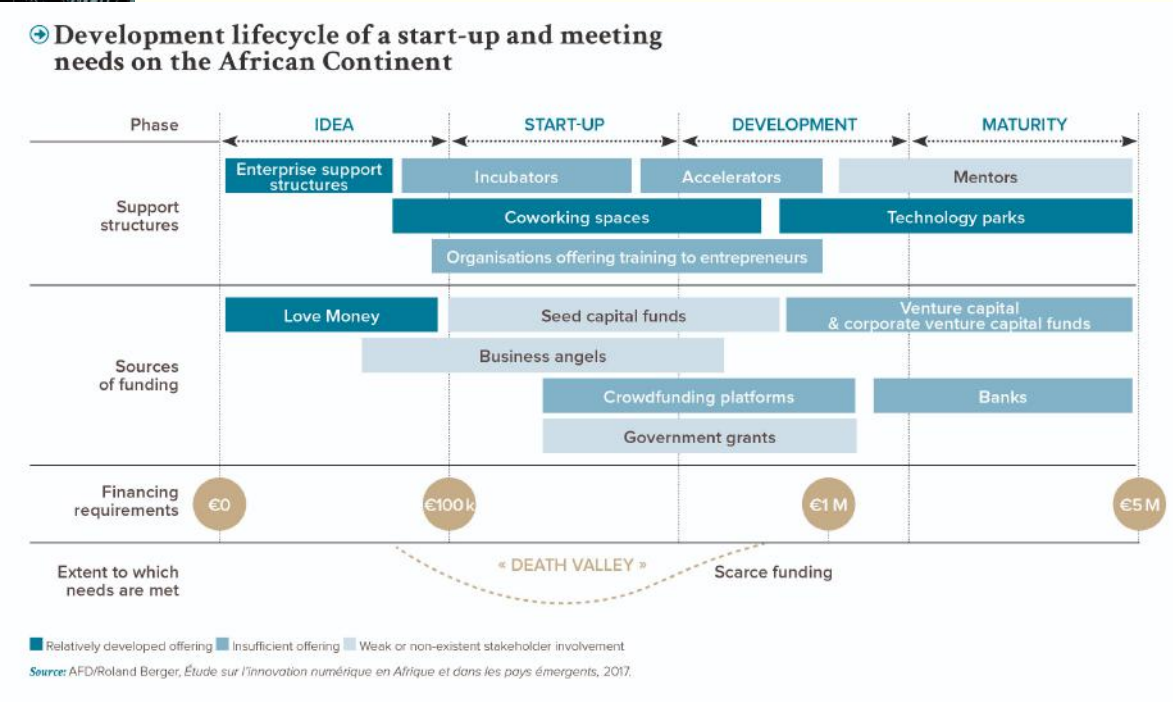 Development lifecycle of a start-up and meeting
needs on the African Continent
Phase
IDEA
START-UP
DEVELOPMENT
MATURITY
Support
structures
Enterprise support
structures
Incubators
Accelerators
Mentors
Coworking spaces
Technology parks
Organisations offering training to entrepreneurs
Sources
of funding
Love Money
Seed capital funds
Venture capital
& corporate venture capital funds
Business angels
Crowdfunding platforms
Banks
Government grants
Financing
requirements
€0
€100 k
€1 M
€5 M
Extent to which
needs are met
« DEATH VALLEY »
Scarce funding
Relatively developed offering Insufficient offering Weak or non-existent stakeholder involvement
Source: AFD/Roland Berger, Étude sur l'innovation numérique en Afrique et dans les pays émergents, 2017.